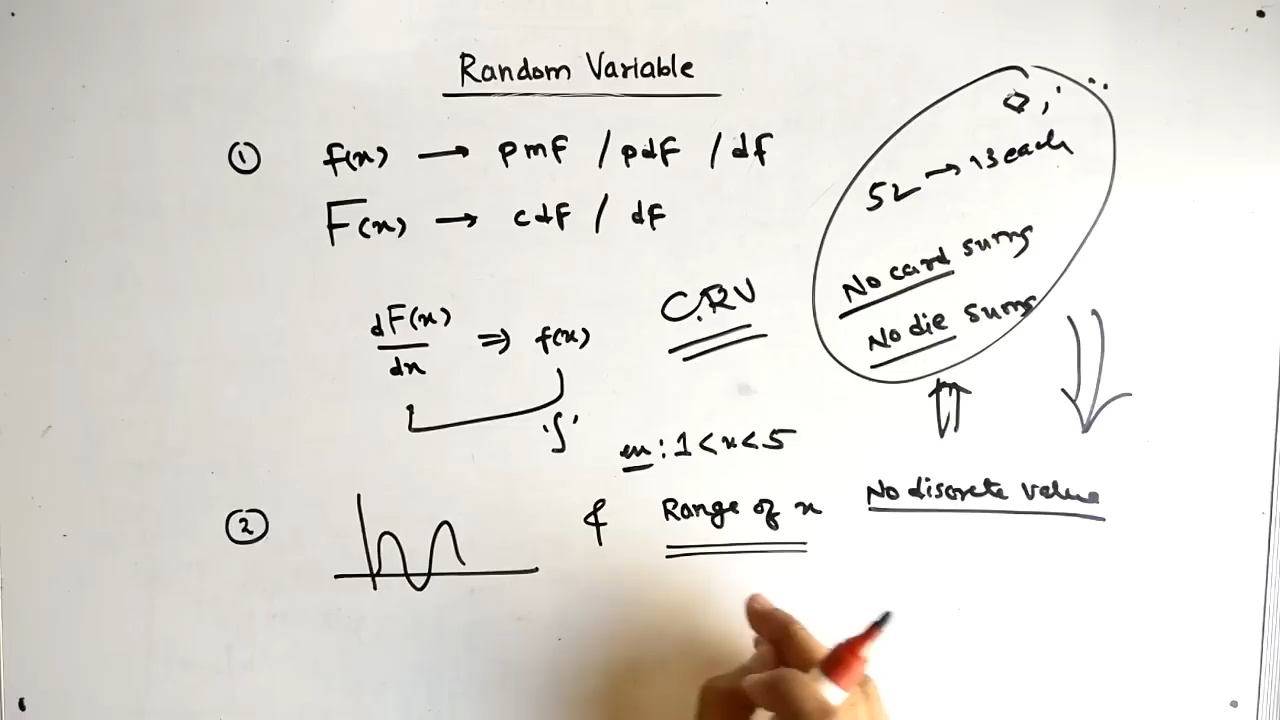 Random Variable
① f(x) → pmf / pdf / df
F(x) → cdf / df
dF(x)/dx ⇒ f(x)
'∫'
C.RV
52 → 13 each
No card sums
No die sums
ex: 1 < x < 5
② & Range of x
No discrete value